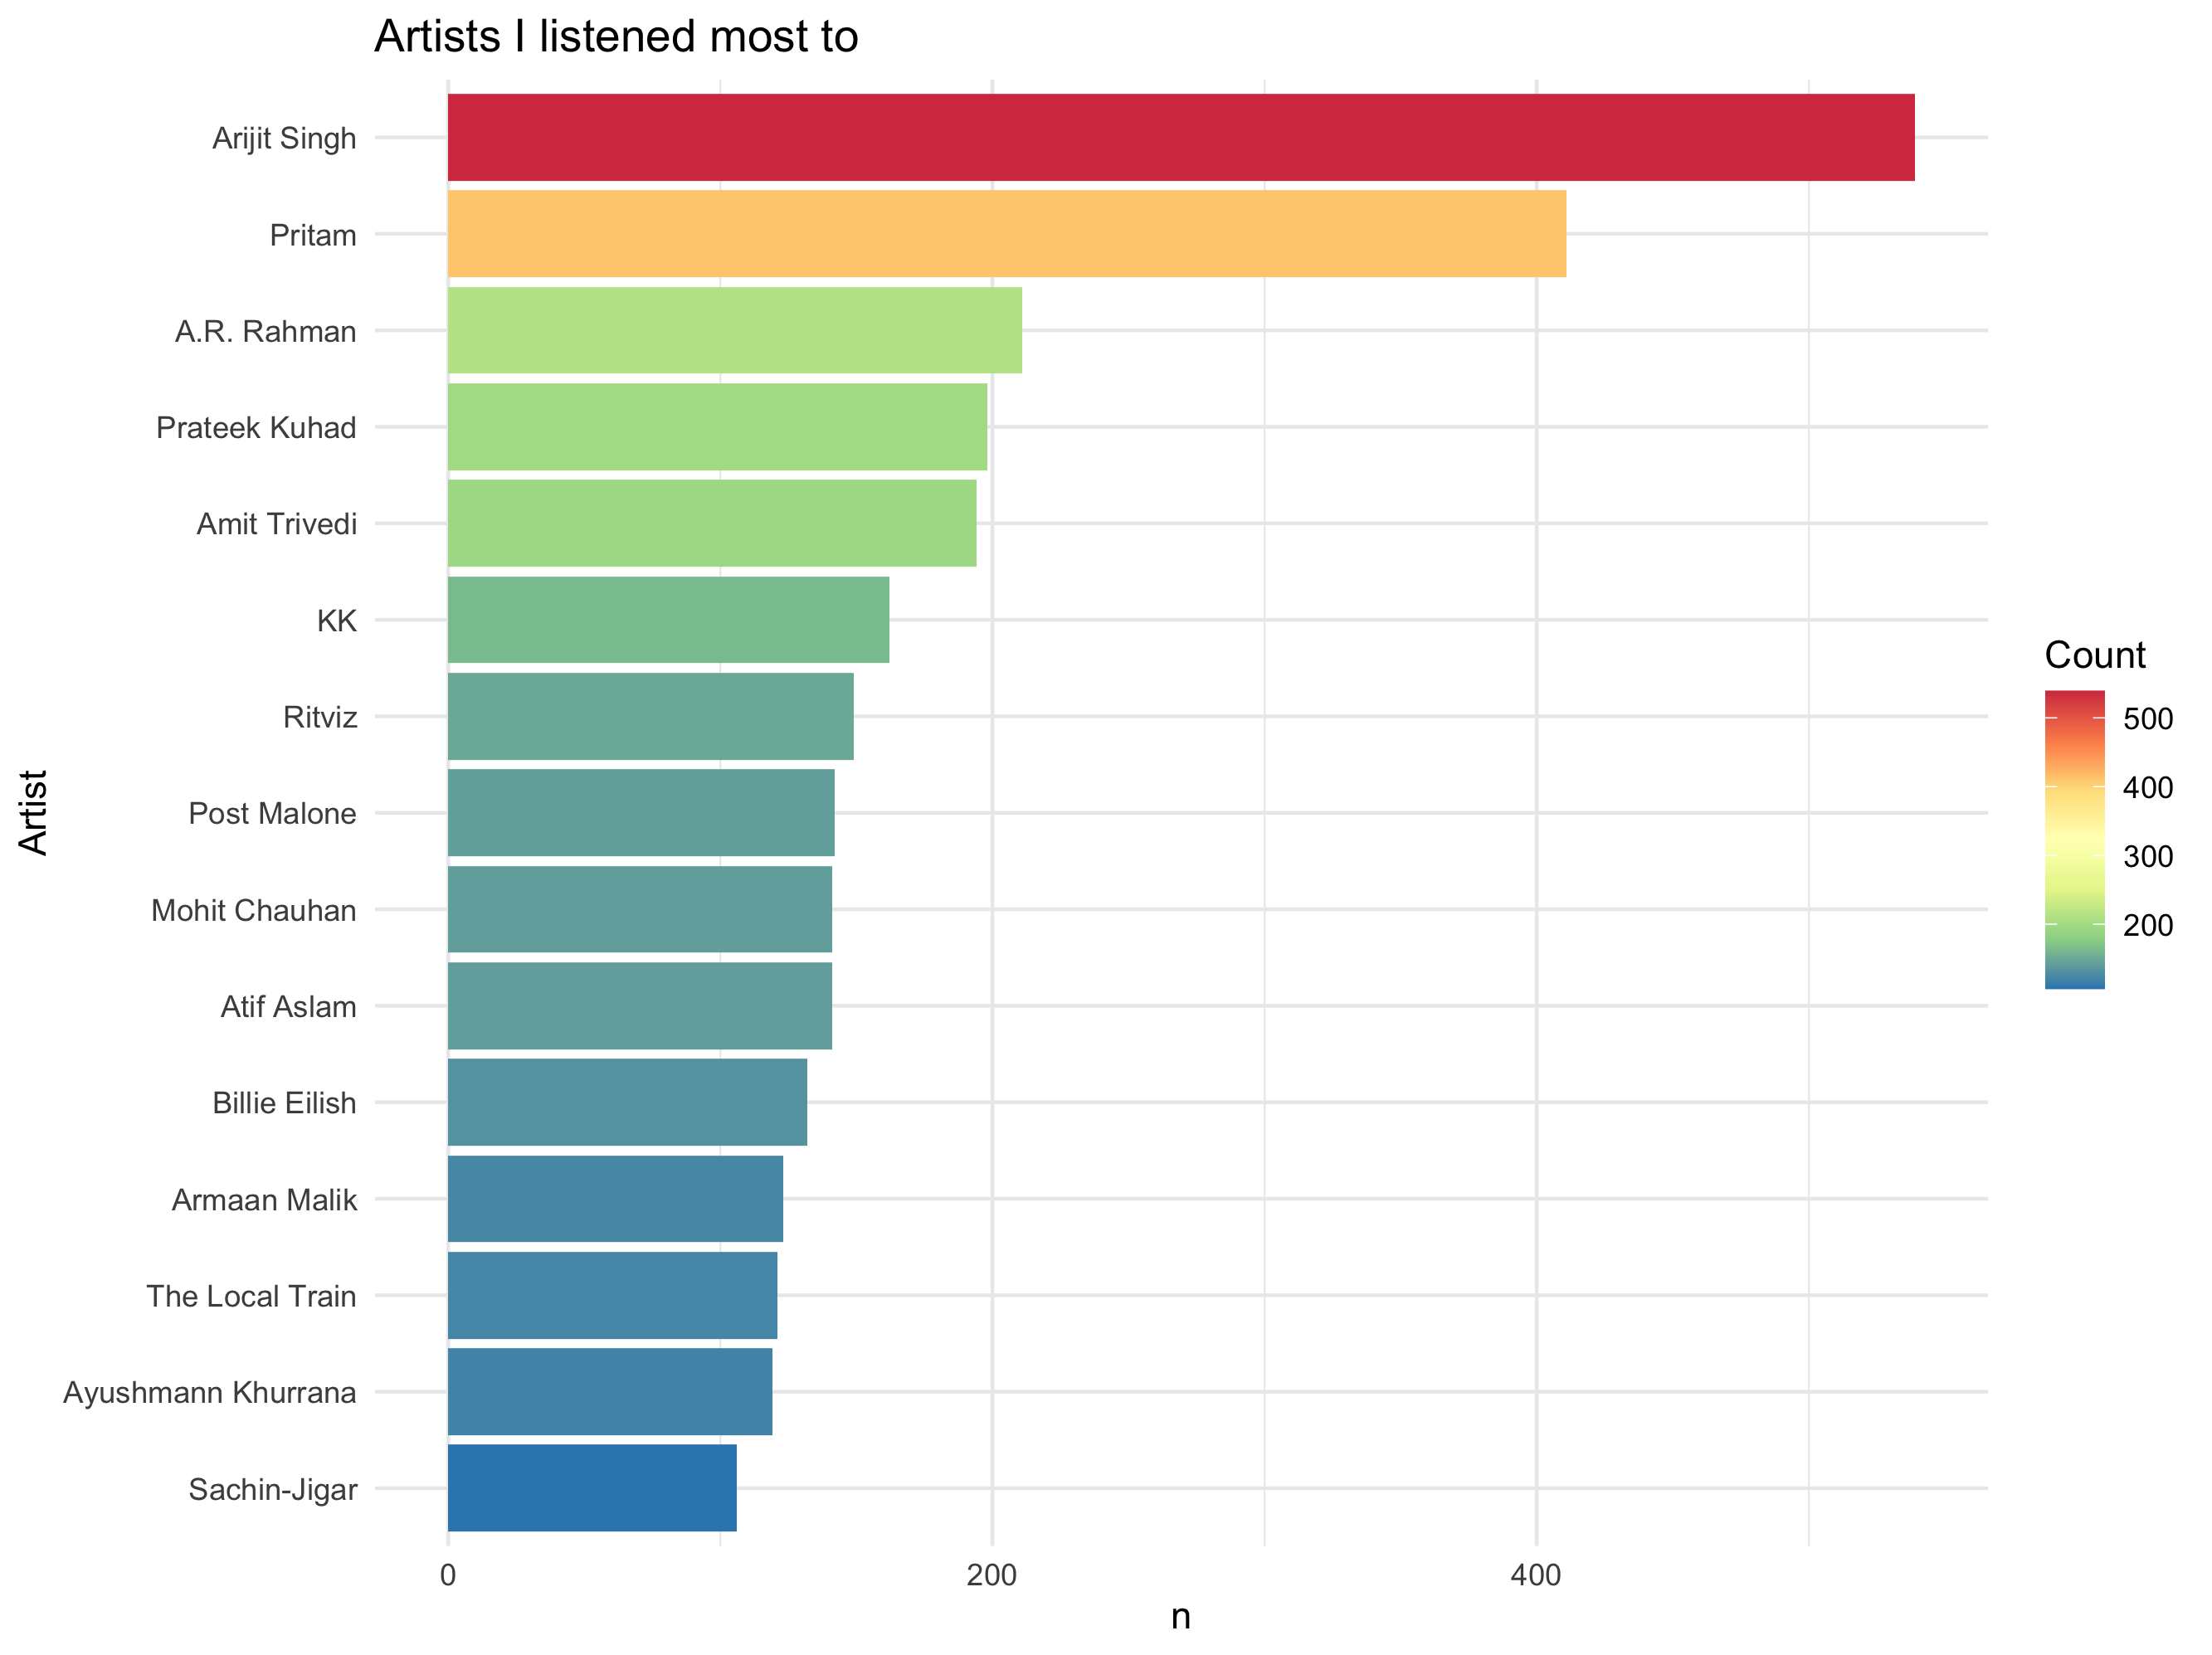 Artists I listened most to
Artist
Arijit Singh
Pritam
A.R. Rahman
Prateek Kuhad
Amit Trivedi
KK
Ritviz
Post Malone
Mohit Chauhan
Atif Aslam
Billie Eilish
Armaan Malik
The Local Train
Ayushmann Khurrana
Sachin-Jigar
0 200 400
n
Count
500
400
300
200